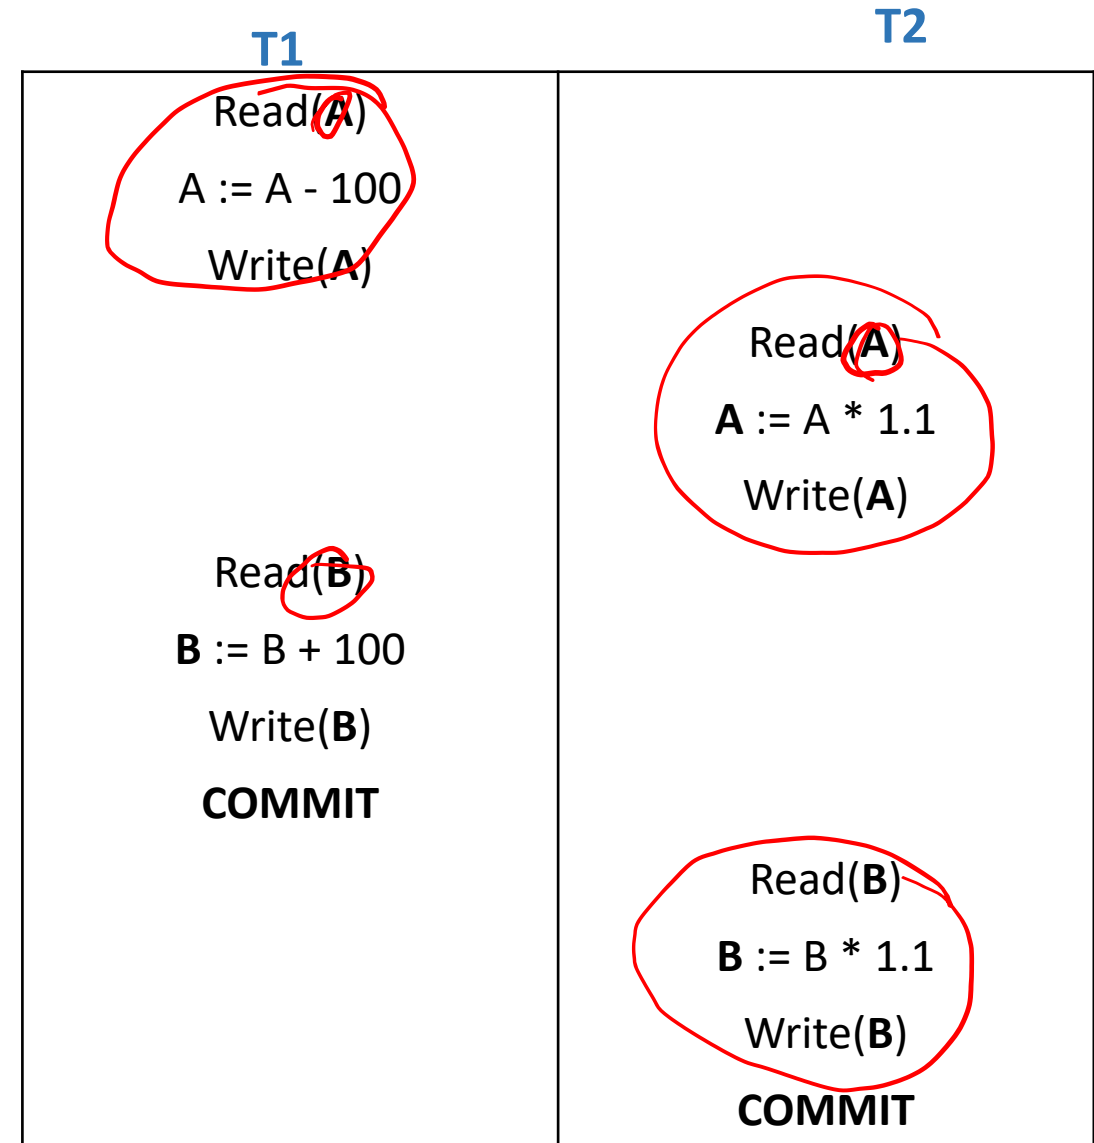 T1
T2
Read(A)
A := A - 100
Write(A)
Read(A)
A := A * 1.1
Write(A)
Read(B)
B := B + 100
Write(B)
COMMIT
Read(B)
B := B * 1.1
Write(B)
COMMIT